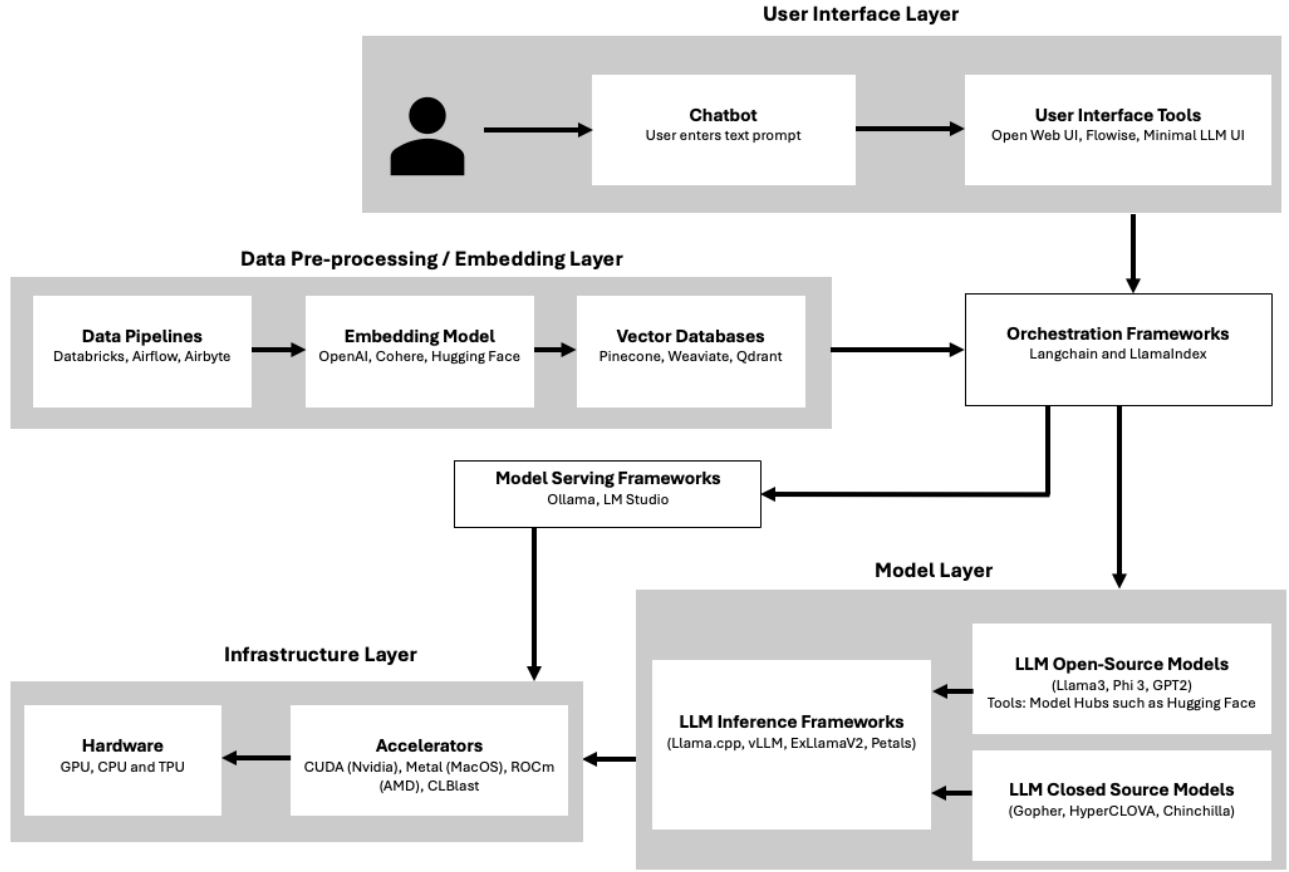 User Interface Layer
Chatbot
User enters text prompt
User Interface Tools
Open Web UI, Flowise, Minimal LLM UI
Data Pre-processing / Embedding Layer
Data Pipelines
Databricks, Airflow, Airbyte
Embedding Model
OpenAI, Cohere, Hugging Face
Vector Databases
Pinecone, Weaviate, Qdrant
Orchestration Frameworks
Langchain and LlamaIndex
Model Serving Frameworks
Ollama, LM Studio
Model Layer
LLM Open-Source Models
(Llama3, Phi 3, GPT2)
Tools: Model Hubs such as Hugging Face
LLM Inference Frameworks
(Llama.cpp, vLLM, ExLlamaV2, Petals)
LLM Closed Source Models
(Gopher, HyperCLOVA, Chinchilla)
Infrastructure Layer
Hardware
GPU, CPU and TPU
Accelerators
CUDA (Nvidia), Metal (MacOS), ROCm
(AMD), CLBlast